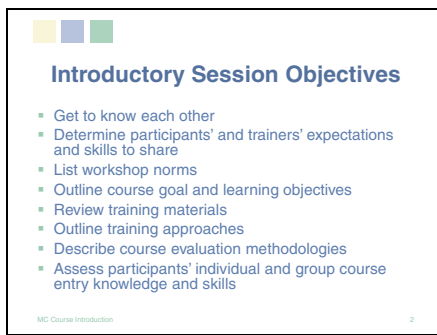 Introductory Session Objectives
▪ Get to know each other
▪ Determine participants' and trainers' expectations
and skills to share
▪ List workshop norms
▪ Outline course goal and learning objectives
▪ Review training materials
▪ Outline training approaches
▪ Describe course evaluation methodologies
▪ Assess participants' individual and group course
entry knowledge and skills
MC Course Introduction
2